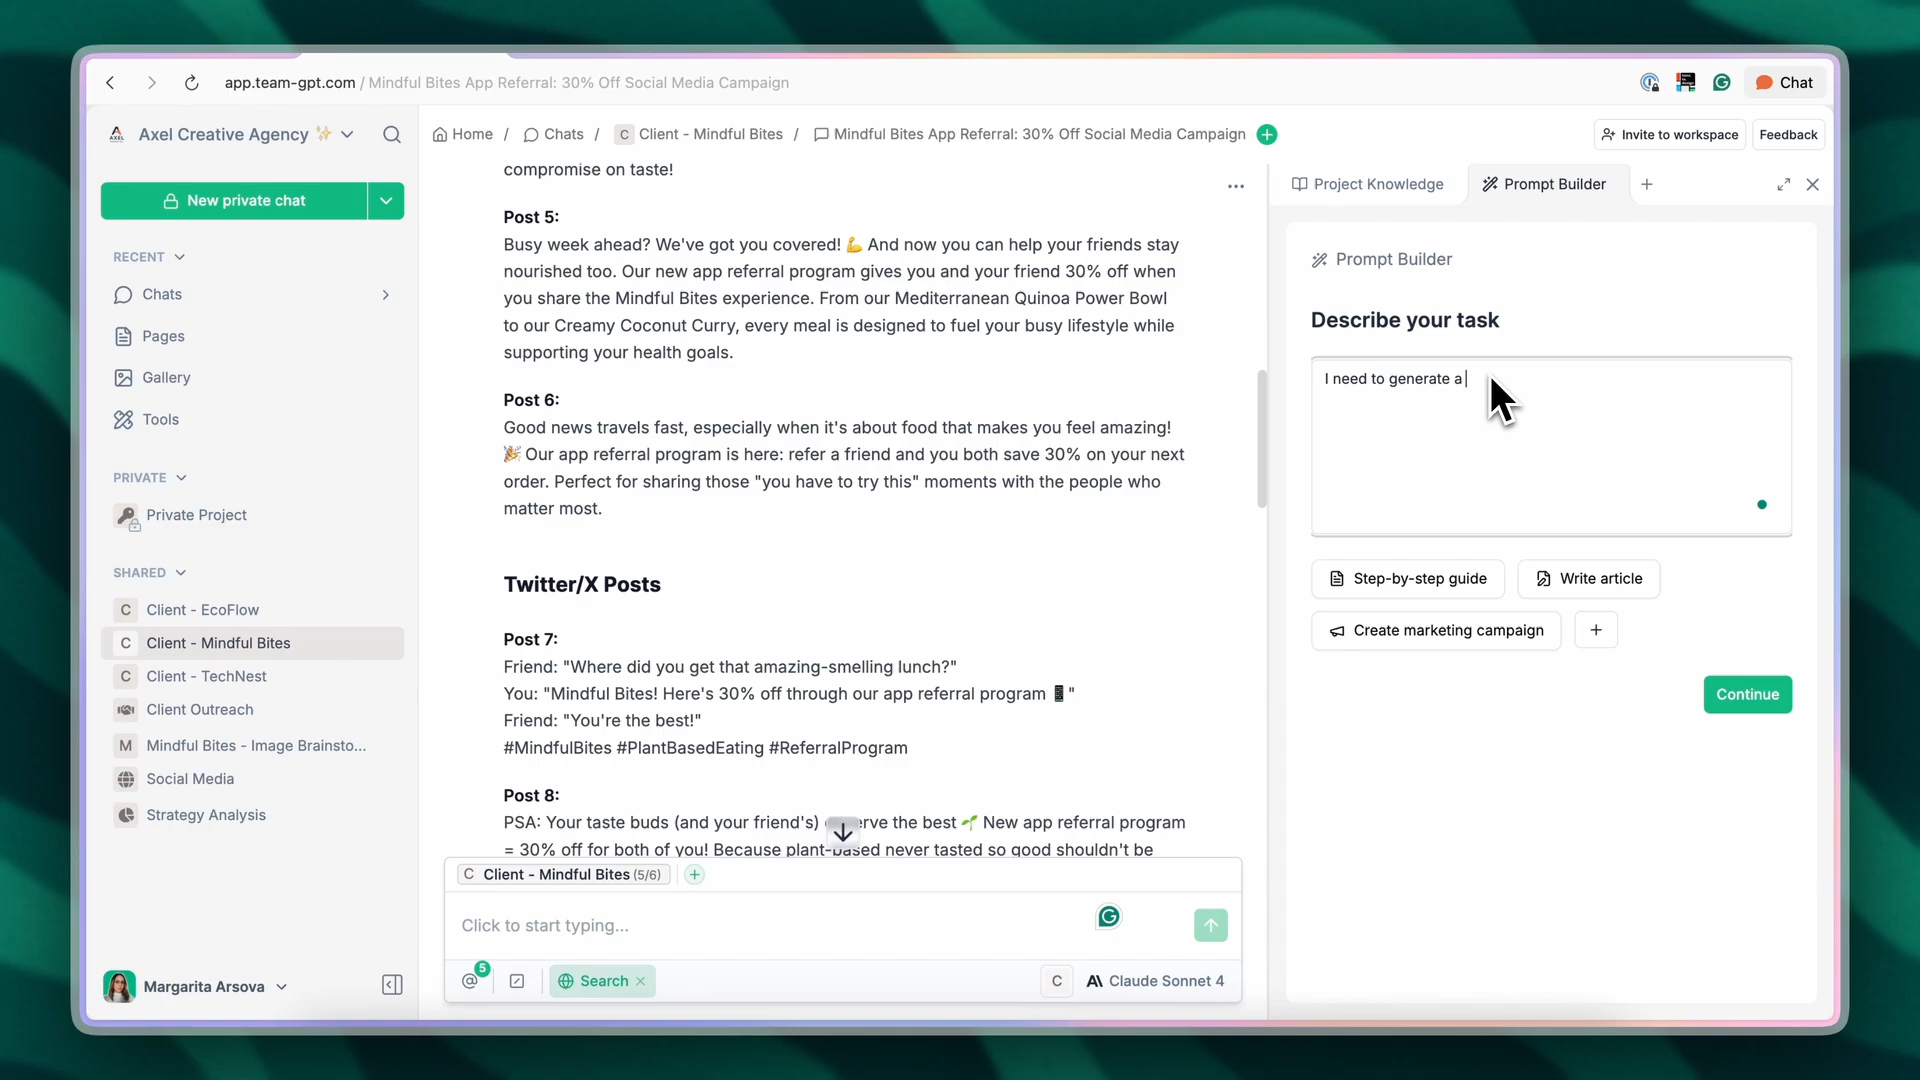 app.team-gpt.com / Mindful Bites App Referral: 30% Off Social Media Campaign
Chat
Axel Creative Agency ✨
Home / Chats / C Client - Mindful Bites / Mindful Bites App Referral: 30% Off Social Media Campaign
Invite to workspace
Feedback
New private chat
RECENT
Chats
Pages
Gallery
Tools
PRIVATE
Private Project
SHARED
C Client - EcoFlow
C Client - Mindful Bites
C Client - TechNest
Client Outreach
M Mindful Bites - Image Brainsto...
Social Media
Strategy Analysis
Margarita Arsova
compromise on taste!
Post 5:
Busy week ahead? We've got you covered! 💪 And now you can help your friends stay
nourished too. Our new app referral program gives you and your friend 30% off when
you share the Mindful Bites experience. From our Mediterranean Quinoa Power Bowl
to our Creamy Coconut Curry, every meal is designed to fuel your busy lifestyle while
supporting your health goals.
Post 6:
Good news travels fast, especially when it's about food that makes you feel amazing!
🎉 Our app referral program is here: refer a friend and you both save 30% on your next
order. Perfect for sharing those "you have to try this" moments with the people who
matter most.
Twitter/X Posts
Post 7:
Friend: "Where did you get that amazing-smelling lunch?"
You: "Mindful Bites! Here's 30% off through our app referral program 📱"
Friend: "You're the best!"
#MindfulBites #PlantBasedEating #ReferralProgram
Post 8:
PSA: Your taste buds (and your friend's) the best 🌱 New app referral program
= 30% off for both of you! Because plant-based never tasted so good shouldn't be
C Client - Mindful Bites (5/6)
Click to start typing...
5
Search
C
Claude Sonnet 4
Project Knowledge
Prompt Builder
Prompt Builder
Describe your task
I need to generate a
Step-by-step guide
Write article
Create marketing campaign
Continue